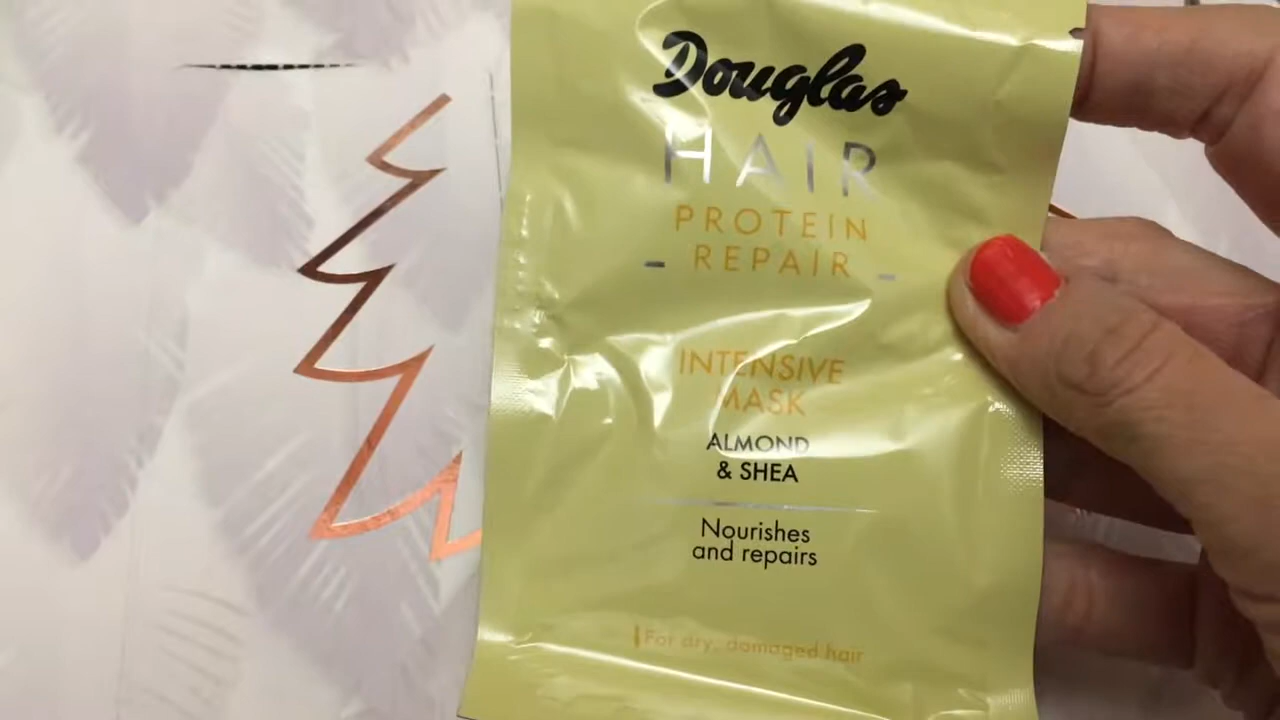 Douglas
HAIR
PROTEIN
REPAIR
INTENSIVE
MASK
ALMOND
& SHEA
Nourishes
and repairs
For dry, damaged hair